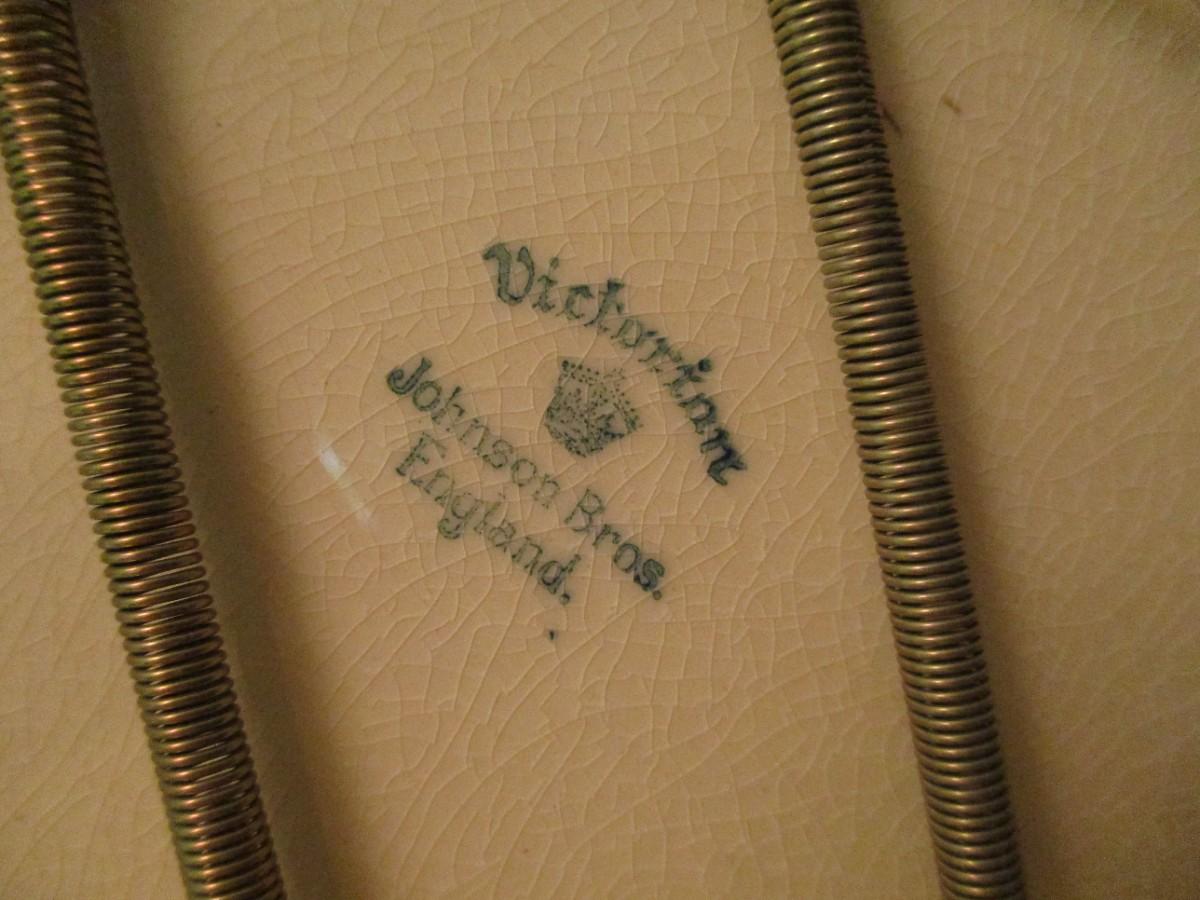 Victorian
Johnson Bros.
England.